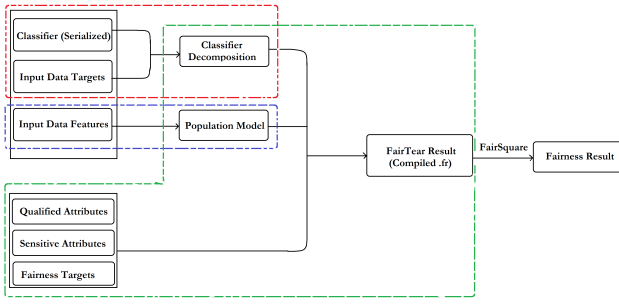 Classifier (Serialized)
Input Data Targets
Classifier
Decomposition
Input Data Features
Population Model
FairTear Result
(Compiled .fr)
FairSquare
Fairness Result
Qualified Attributes
Sensitive Attributes
Fairness Targets